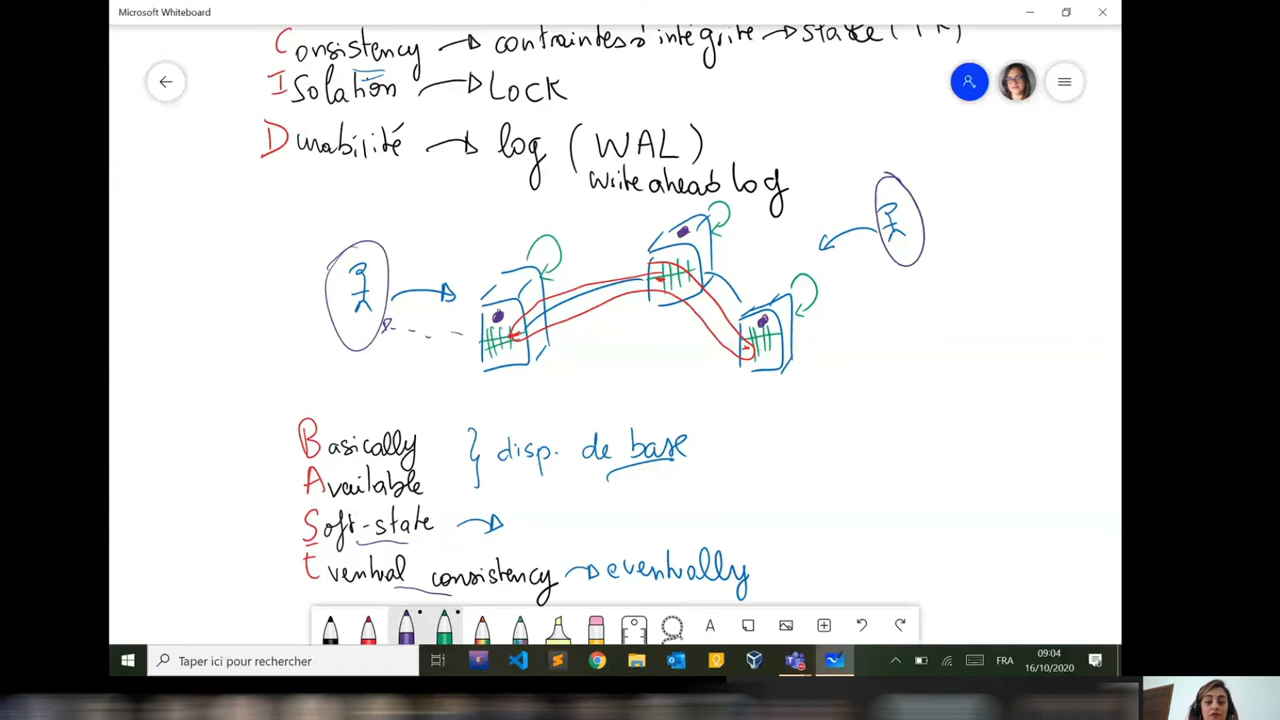 Microsoft Whiteboard
Consistency → contraintes d'intégrité →
Isolation → Lock
Durabilité → log (WAL)
write ahead log
Basically
Available
} disp. de base
Soft-state →
Eventual consistency → eventually
Taper ici pour rechercher
FRA
09:04
16/10/2020